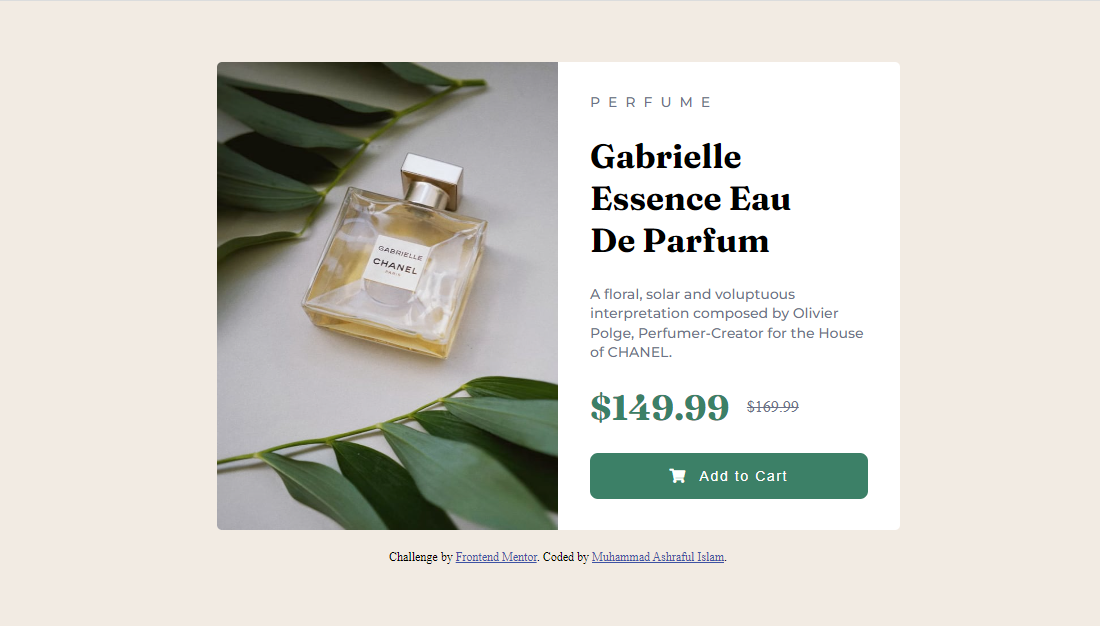 GABRIELLE
CHANEL
PARIS
PERFUME
Gabrielle
Essence Eau
De Parfum
A floral, solar and voluptuous
interpretation composed by Olivier
Polge, Perfumer-Creator for the House
of CHANEL.
$149.99 $169.99
Add to Cart
Challenge by Frontend Mentor. Coded by Muhammad Ashraful Islam.